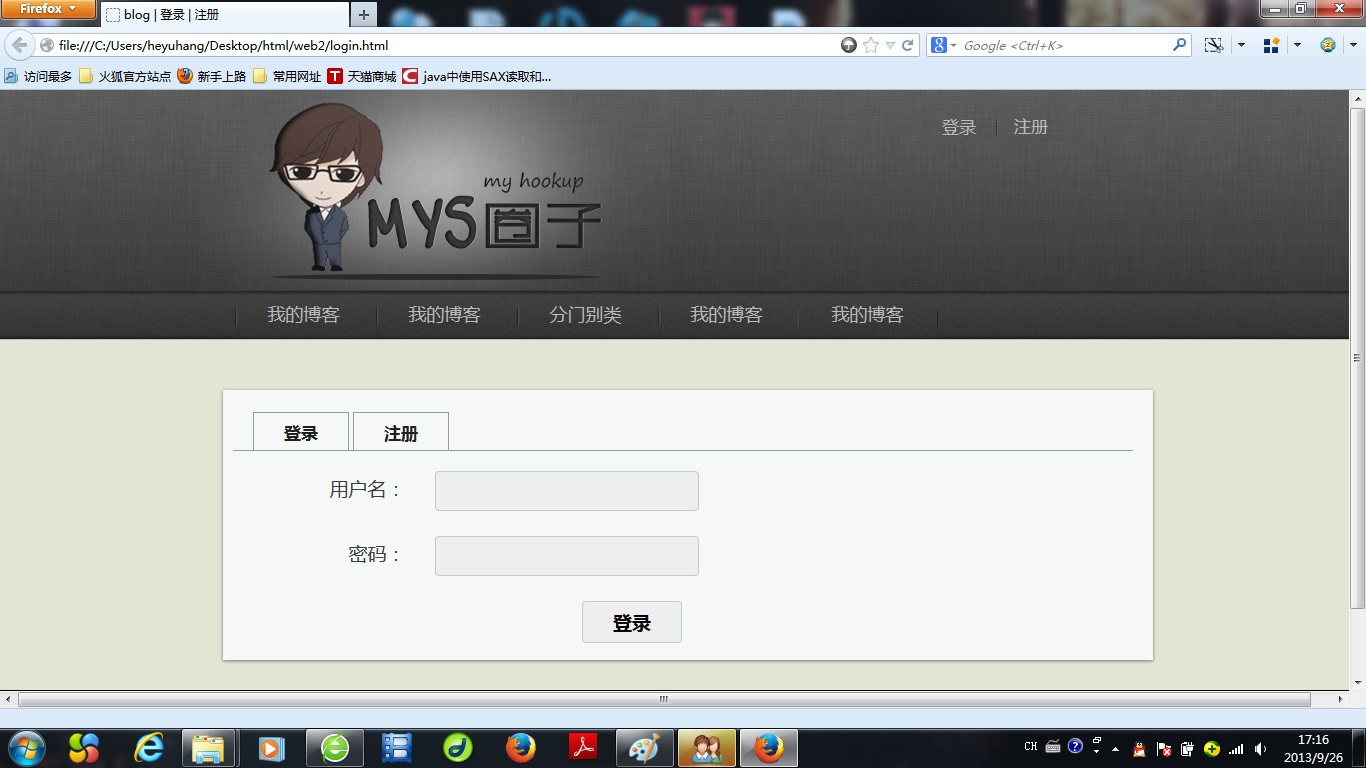 Firefox
blog | 登录 | 注册
file:///C:/Users/heyuhang/Desktop/html/web2/login.html
Google <Ctrl+K>
访问最多 火狐官方站点 新手上路 常用网址 天猫商城 java中使用SAX读取和...
登录 注册
my hookup
MYS圈子
我的博客 我的博客 分门别类 我的博客 我的博客
登录 注册
用户名：
密码：
登录
CH
17:16
2013/9/26